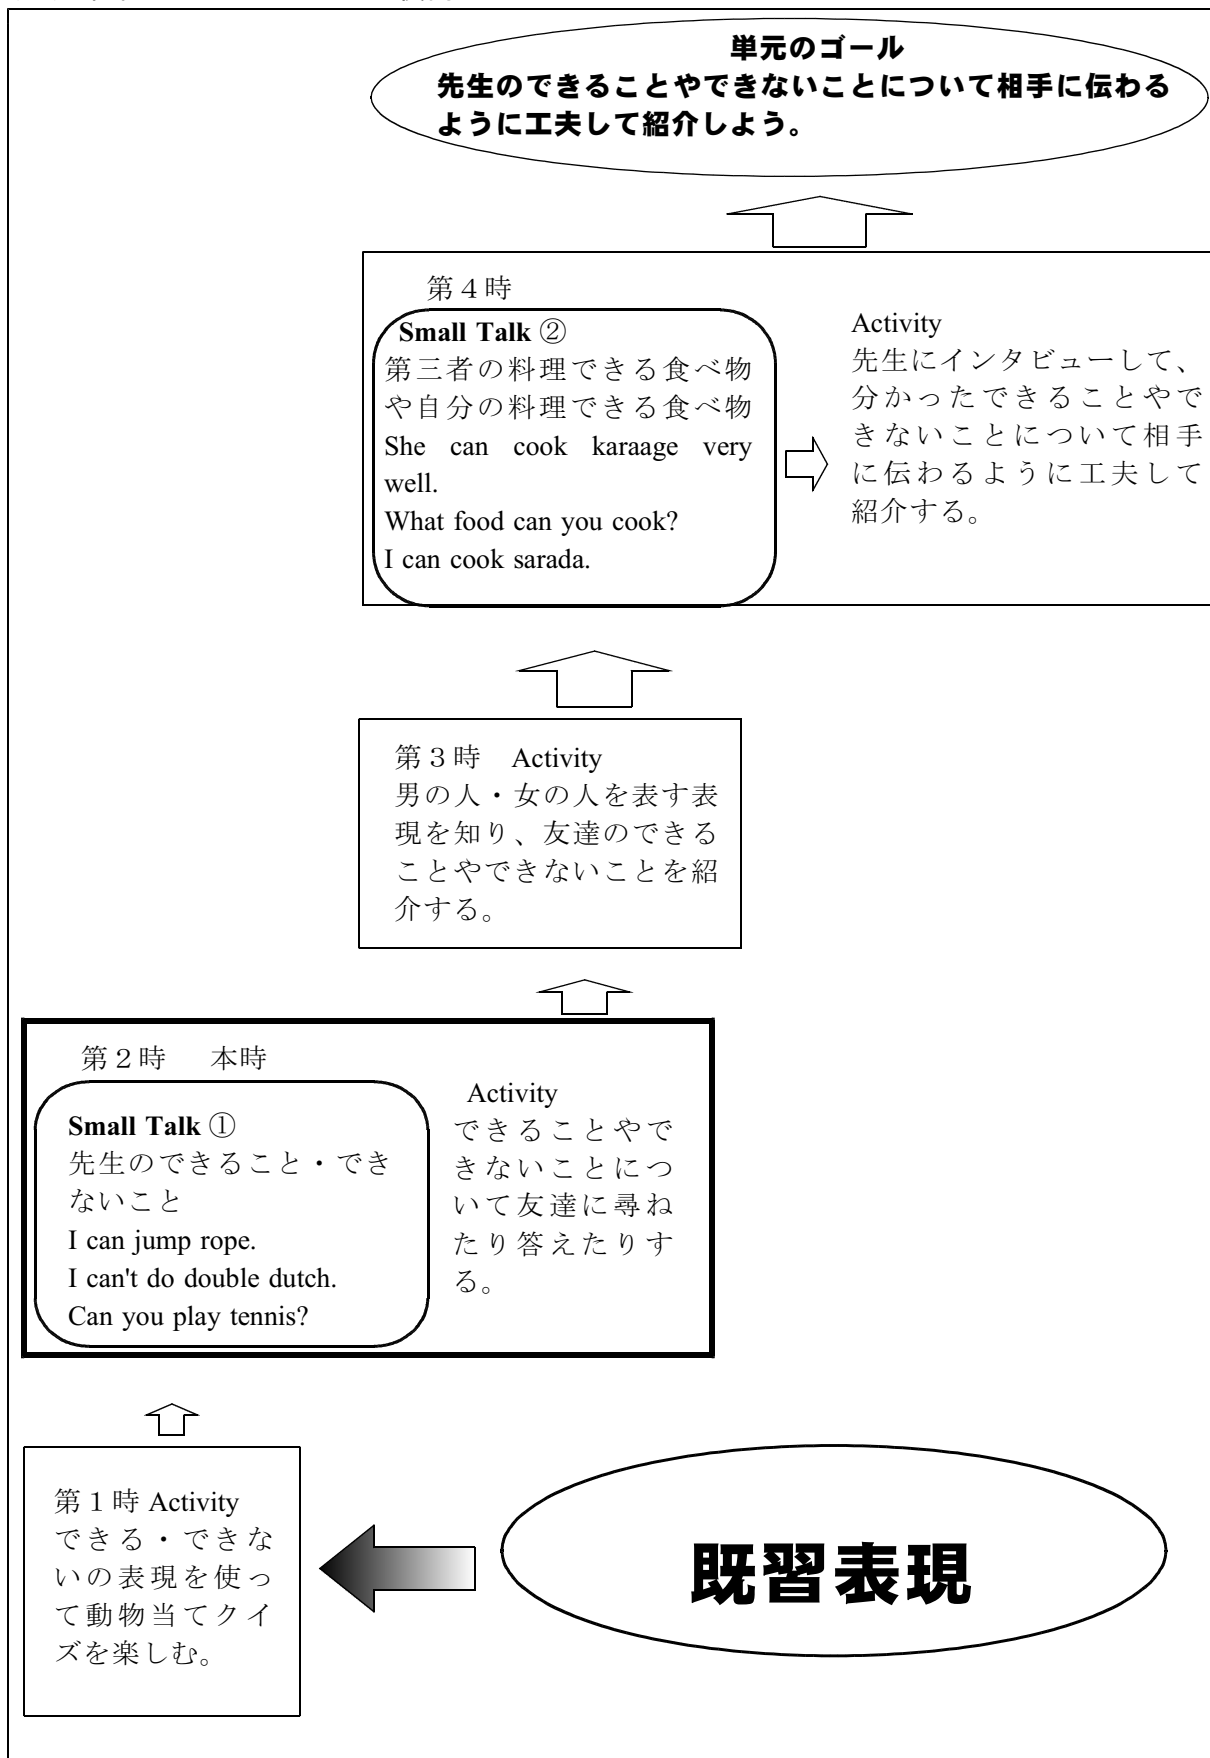 単元のゴール
先生のできることやできないことについて相手に伝わる
ように工夫して紹介しよう。
第４時
Small Talk ②
第三者の料理できる食べ物
や自分の料理できる食べ物
She can cook karaage very
well.
What food can you cook?
I can cook sarada.
Activity
先生にインタビューして、
分かったできることやで
きないことについて相手
に伝わるように工夫して
紹介する。
第３時　Activity
男の人・女の人を表す表
現を知り、友達のできる
ことやできないことを紹
介する。
第２時　本時
Small Talk ①
先生のできること・でき
ないこと
I can jump rope.
I can't do double dutch.
Can you play tennis?
Activity
できることやで
きないことにつ
いて友達に尋ね
たり答えたりす
る。
第１時 Activity
できる・できな
いの表現を使っ
て動物当てクイ
ズを楽しむ。
既習表現